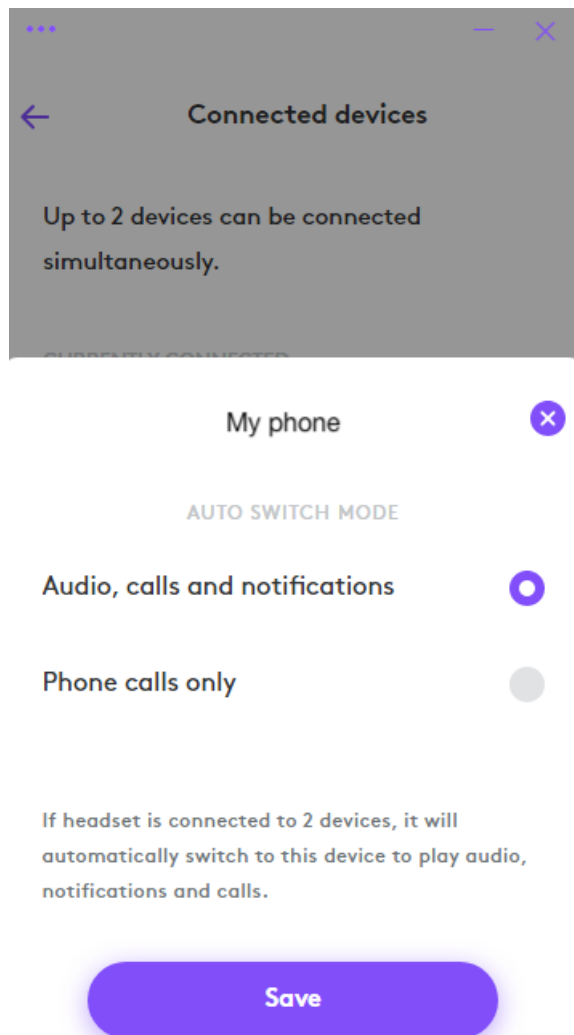 Connected devices
Up to 2 devices can be connected
simultaneously.
CURRENTLY CONNECTED
My phone
AUTO SWITCH MODE
Audio, calls and notifications
Phone calls only
If headset is connected to 2 devices, it will
automatically switch to this device to play audio,
notifications and calls.
Save